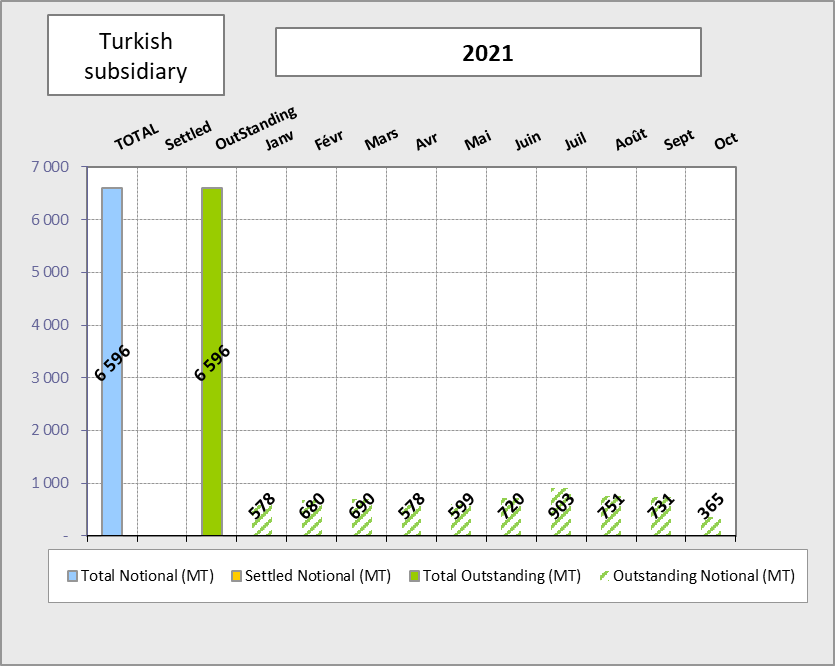 Turkish
subsidiary
2021
TOTAL Settled OutStanding Janv Févr Mars Avr Mai Juin Juil Août Sept Oct
7 000
6 000
5 000
4 000
3 000
2 000
1 000
-
6 596 6 596
578 680 690 578 599 720 903 751 731 365
Total Notional (MT) Settled Notional (MT) Total Outstanding (MT) Outstanding Notional (MT)